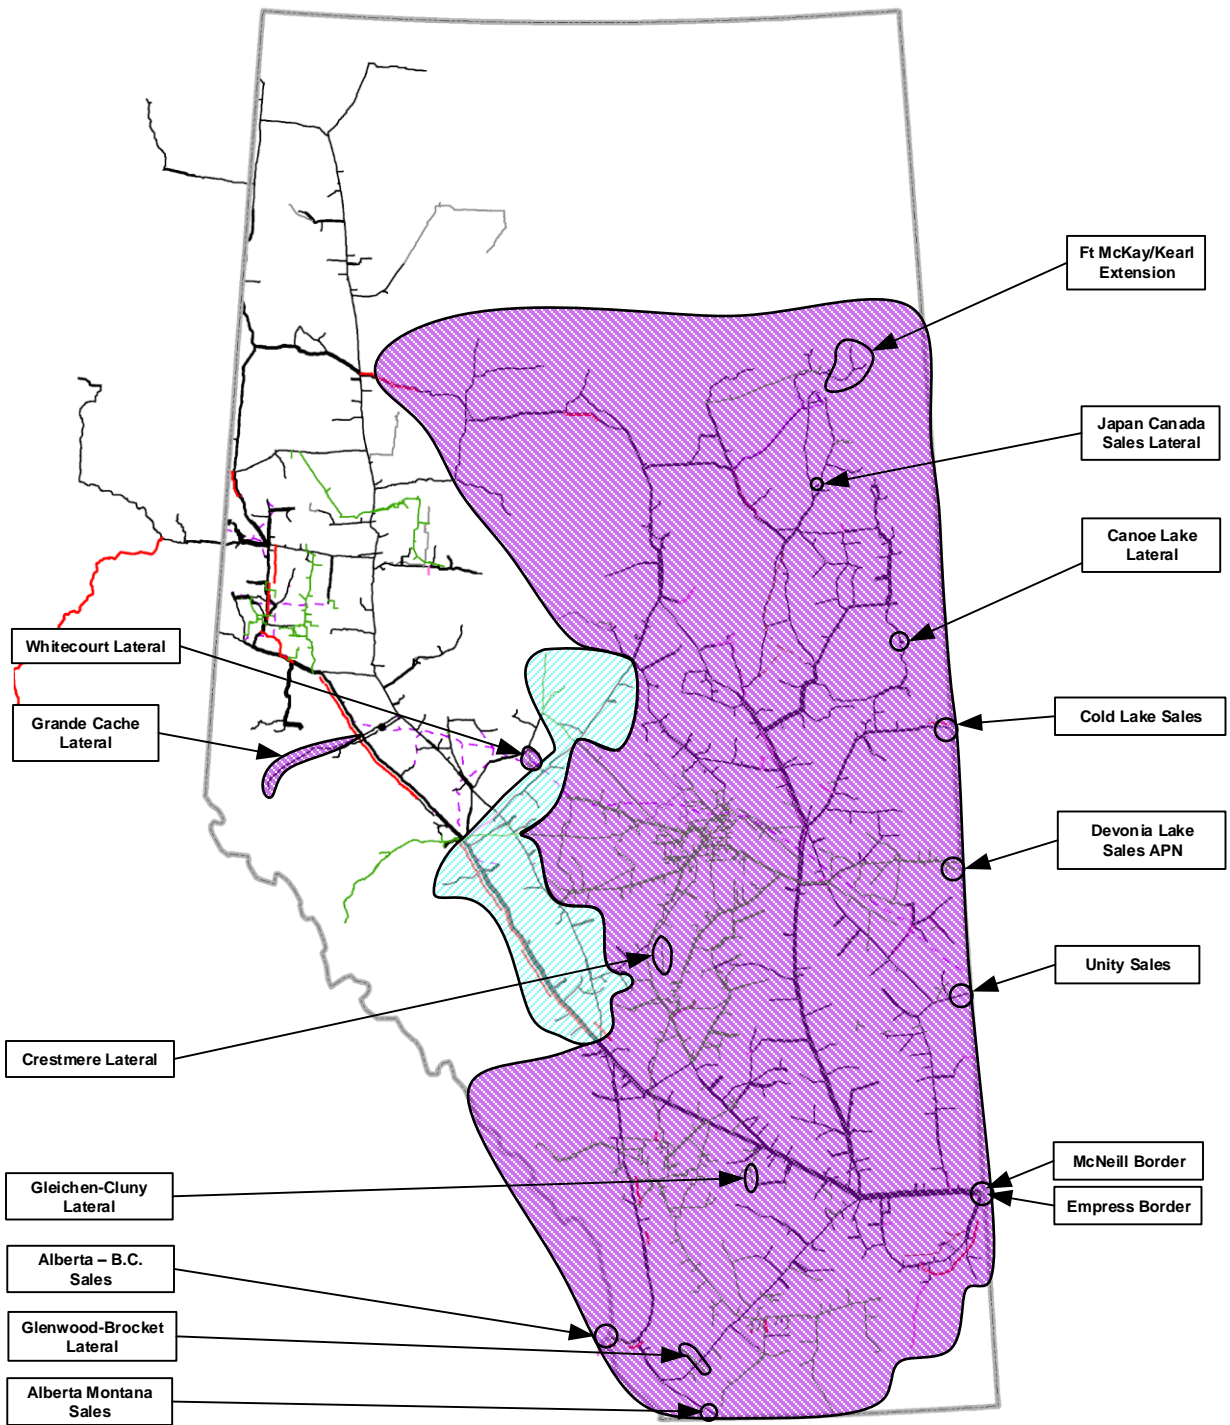 Ft McKay/Kearl
Extension
Japan Canada
Sales Lateral
Canoe Lake
Lateral
Whitecourt Lateral
Grande Cache
Lateral
Cold Lake Sales
Devonia Lake
Sales APN
Unity Sales
Crestmere Lateral
McNeill Border
Empress Border
Gleichen-Cluny
Lateral
Alberta – B.C.
Sales
Glenwood-Brocket
Lateral
Alberta Montana
Sales